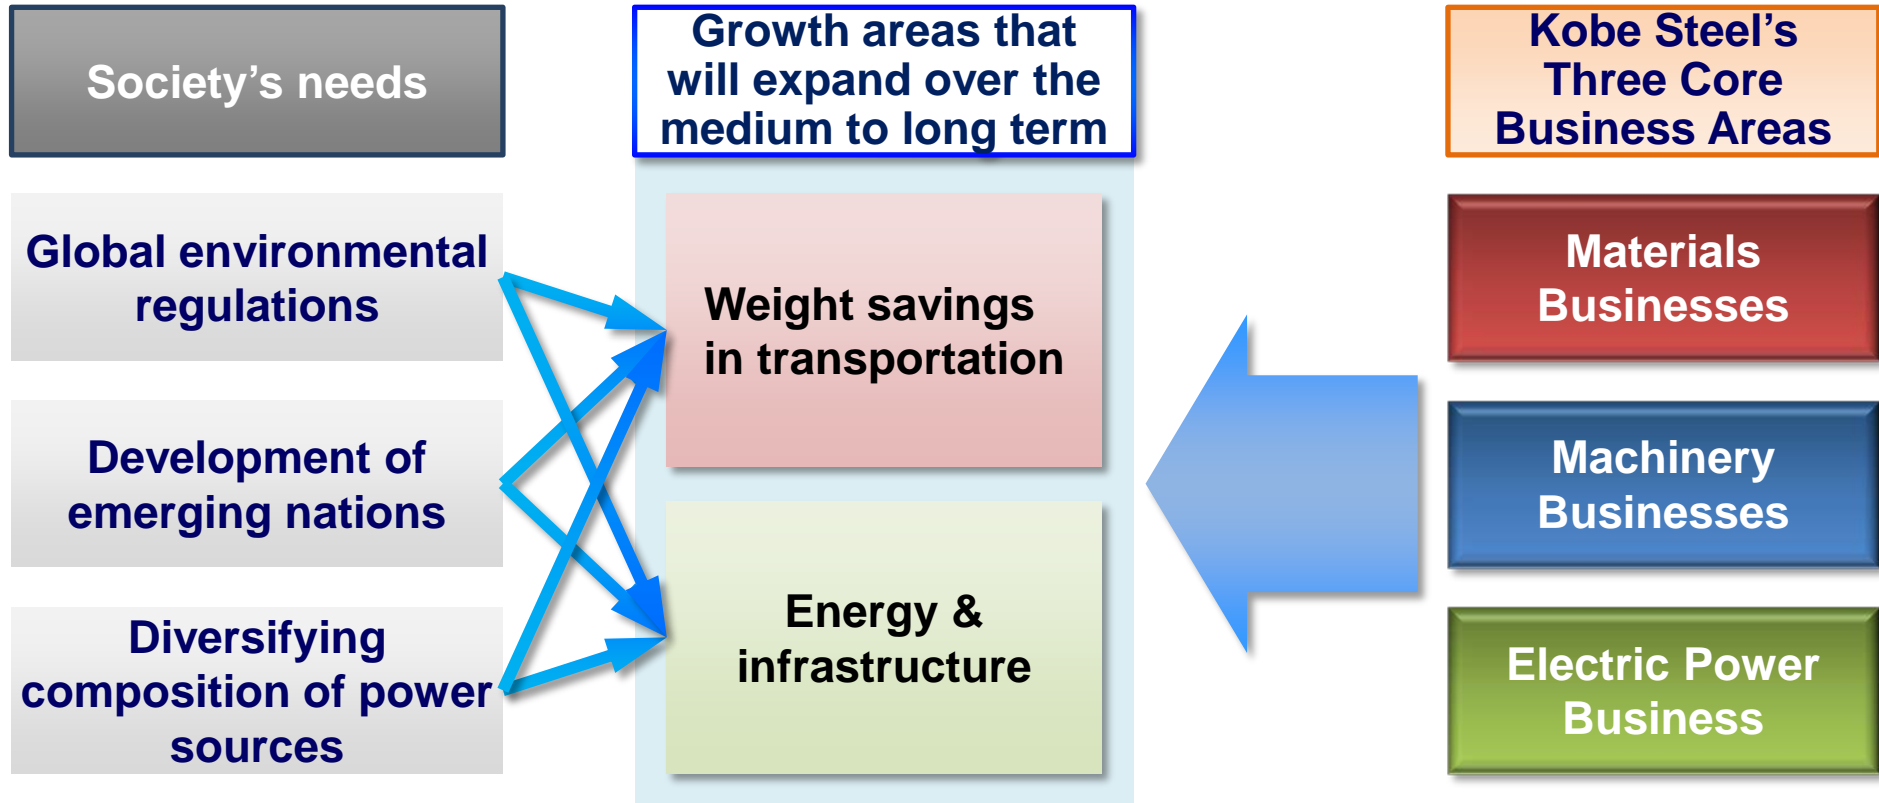 Society’s needs
Growth areas that
will expand over the
medium to long term
Kobe Steel’s
Three Core
Business Areas
Global environmental
regulations
Development of
emerging nations
Diversifying
composition of power
sources
Weight savings
in transportation
Energy &
infrastructure
Materials
Businesses
Machinery
Businesses
Electric Power
Business